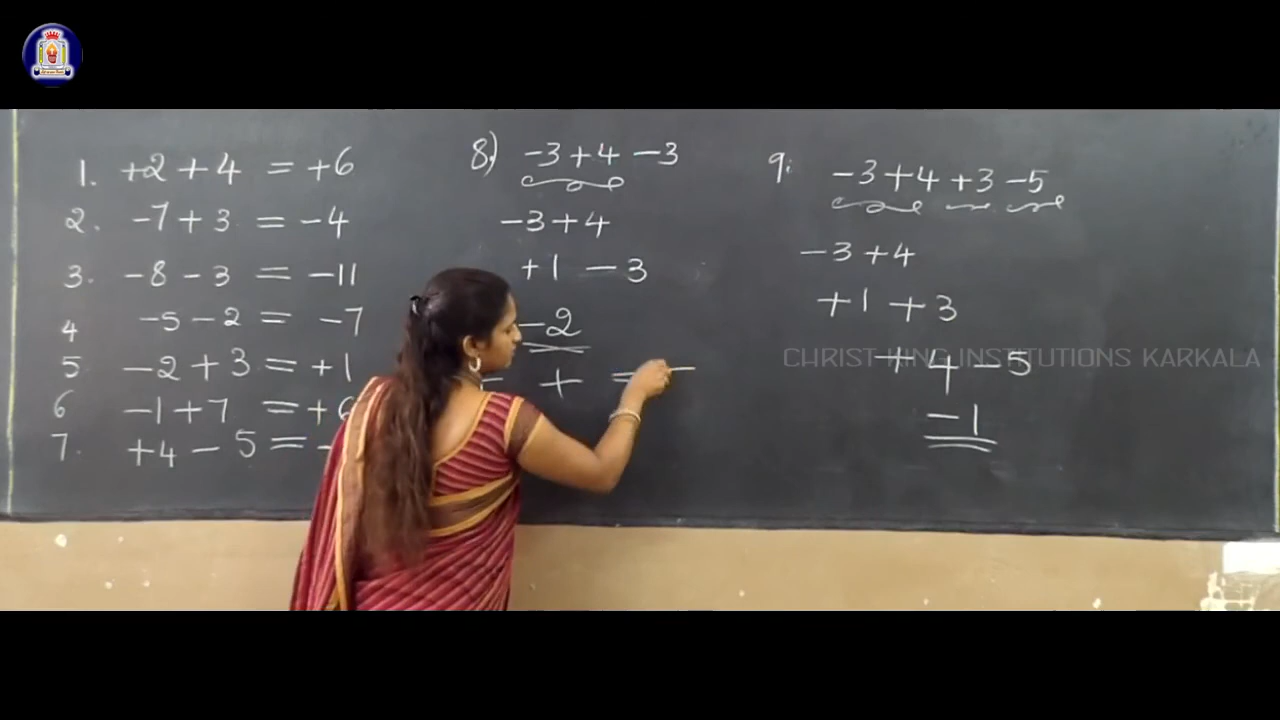 1. +2 + 4 = +6
2. -7 + 3 = -4
3. -8 - 3 = -11
4 -5 - 2 = -7
5 -2 + 3 = +1
6 -1 + 7 = +6
7. +4 - 5 = -
8) -3 + 4 - 3
-3 + 4
+1 - 3
-2
- + = -
9. -3 + 4 + 3 - 5
-3 + 4
+1 + 3
+ 4 - 5
-1
CHRIST KING INSTITUTIONS KARKALA